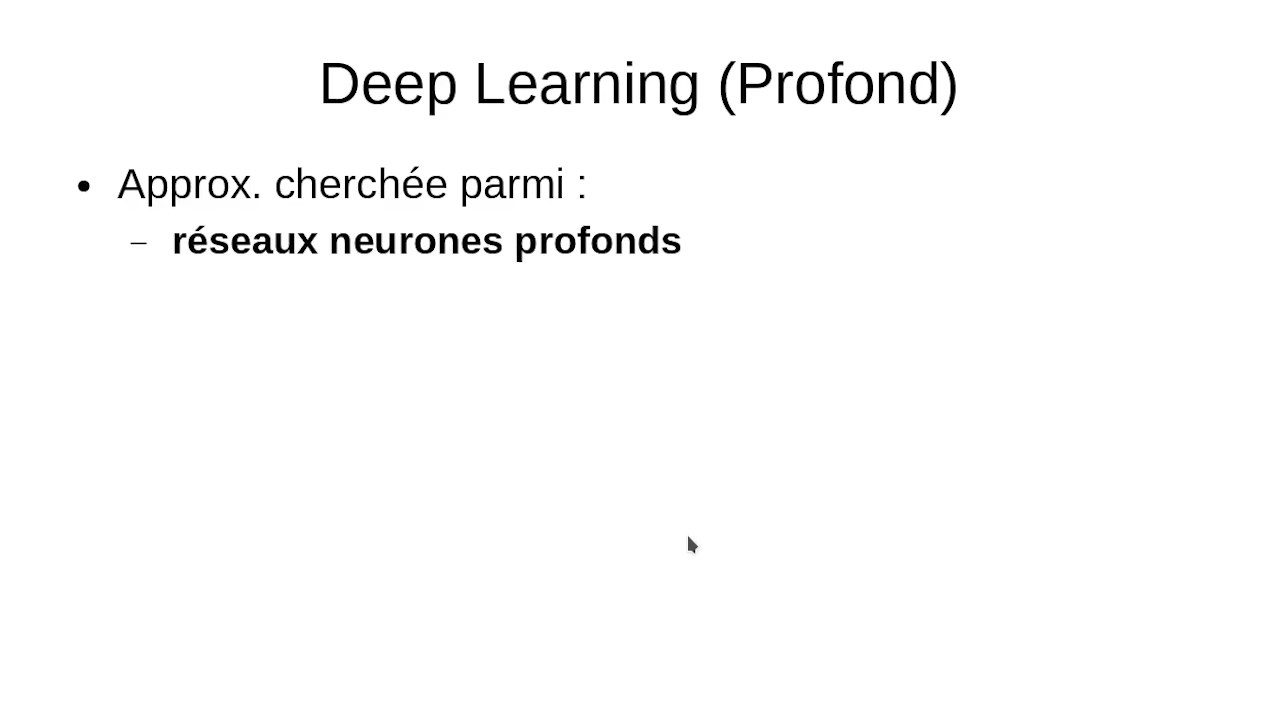 Deep Learning (Profond)
• Approx. cherchée parmi :
– réseaux neurones profonds